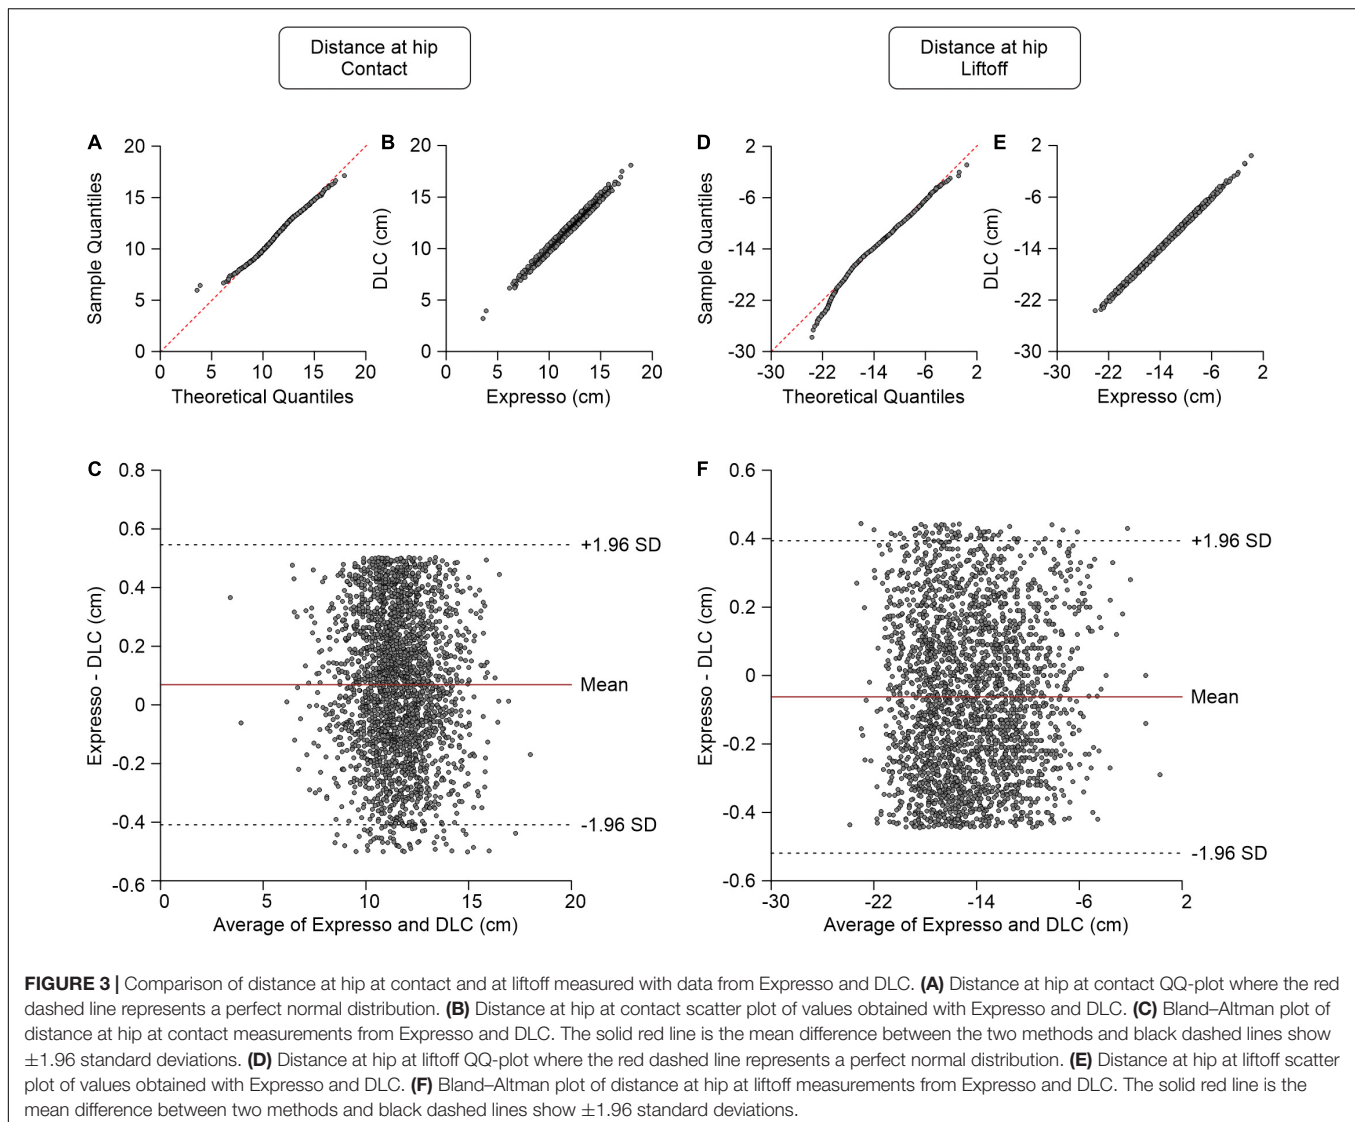 Distance at hip
Contact
Distance at hip
Liftoff
A
20
15
10
5
0
Sample Quantiles
0 5 10 15 20
Theoretical Quantiles
B
20
15
10
5
0
DLC (cm)
0 5 10 15 20
Expresso (cm)
D
2
-6
-14
-22
-30
Sample Quantiles
-30 -22 -14 -6 2
Theoretical Quantiles
E
2
-6
-14
-22
-30
DLC (cm)
-30 -22 -14 -6 2
Expresso (cm)
C
0.8
0.6
0.4
0.2
0
-0.2
-0.4
-0.6
Expresso - DLC (cm)
+1.96 SD
Mean
-1.96 SD
0 5 10 15 20
Average of Expresso and DLC (cm)
F
0.6
0.4
0.2
0
-0.2
-0.4
-0.6
Expresso - DLC (cm)
+1.96 SD
Mean
-1.96 SD
-30 -22 -14 -6 2
Average of Expresso and DLC (cm)
FIGURE 3 | Comparison of distance at hip at contact and at liftoff measured with data from Expresso and DLC. (A) Distance at hip at contact QQ-plot where the red
dashed line represents a perfect normal distribution. (B) Distance at hip at contact scatter plot of values obtained with Expresso and DLC. (C) Bland–Altman plot of
distance at hip at contact measurements from Expresso and DLC. The solid red line is the mean difference between the two methods and black dashed lines show
±1.96 standard deviations. (D) Distance at hip at liftoff QQ-plot where the red dashed line represents a perfect normal distribution. (E) Distance at hip at liftoff scatter
plot of values obtained with Expresso and DLC. (F) Bland–Altman plot of distance at hip at liftoff measurements from Expresso and DLC. The solid red line is the
mean difference between two methods and black dashed lines show ±1.96 standard deviations.